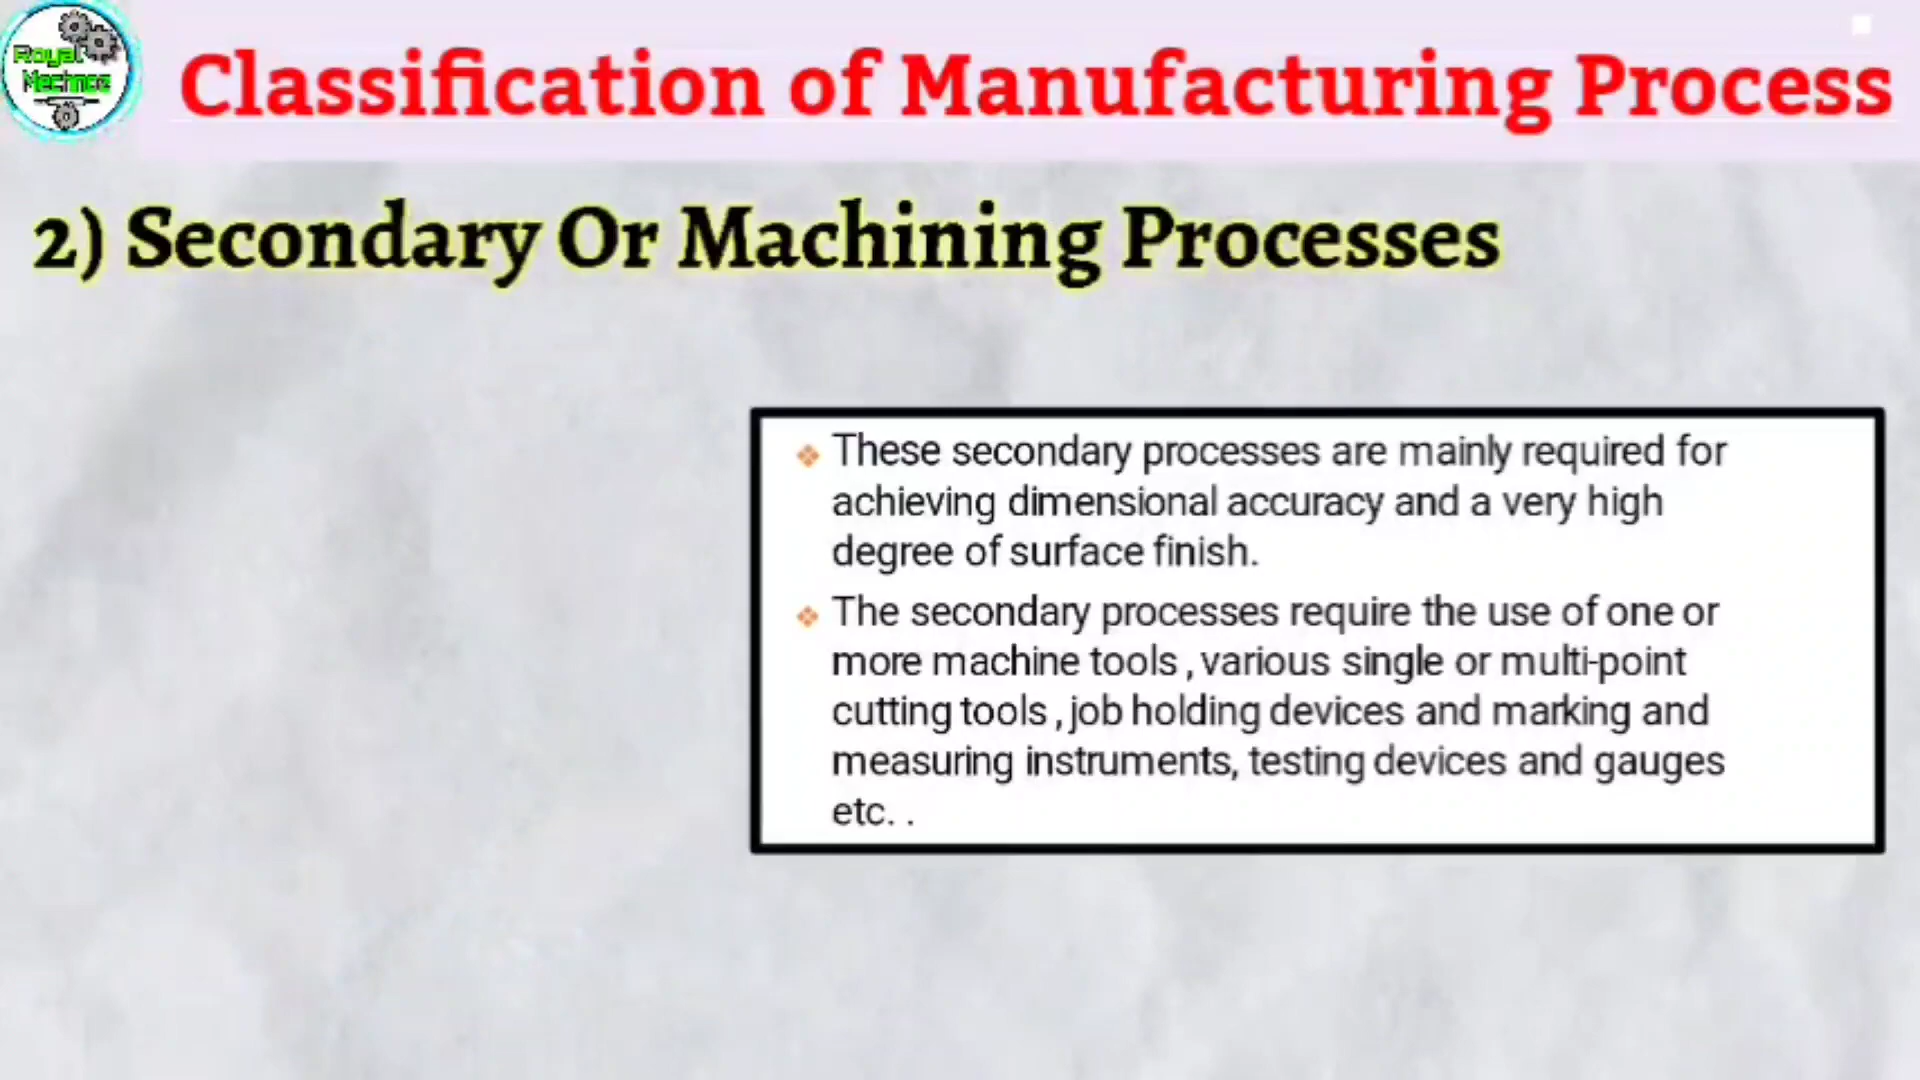 Royal
Mechnoz
Classification of Manufacturing Process
2) Secondary Or Machining Processes
These secondary processes are mainly required for
achieving dimensional accuracy and a very high
degree of surface finish.
The secondary processes require the use of one or
more machine tools , various single or multi-point
cutting tools , job holding devices and marking and
measuring instruments, testing devices and gauges
etc. .